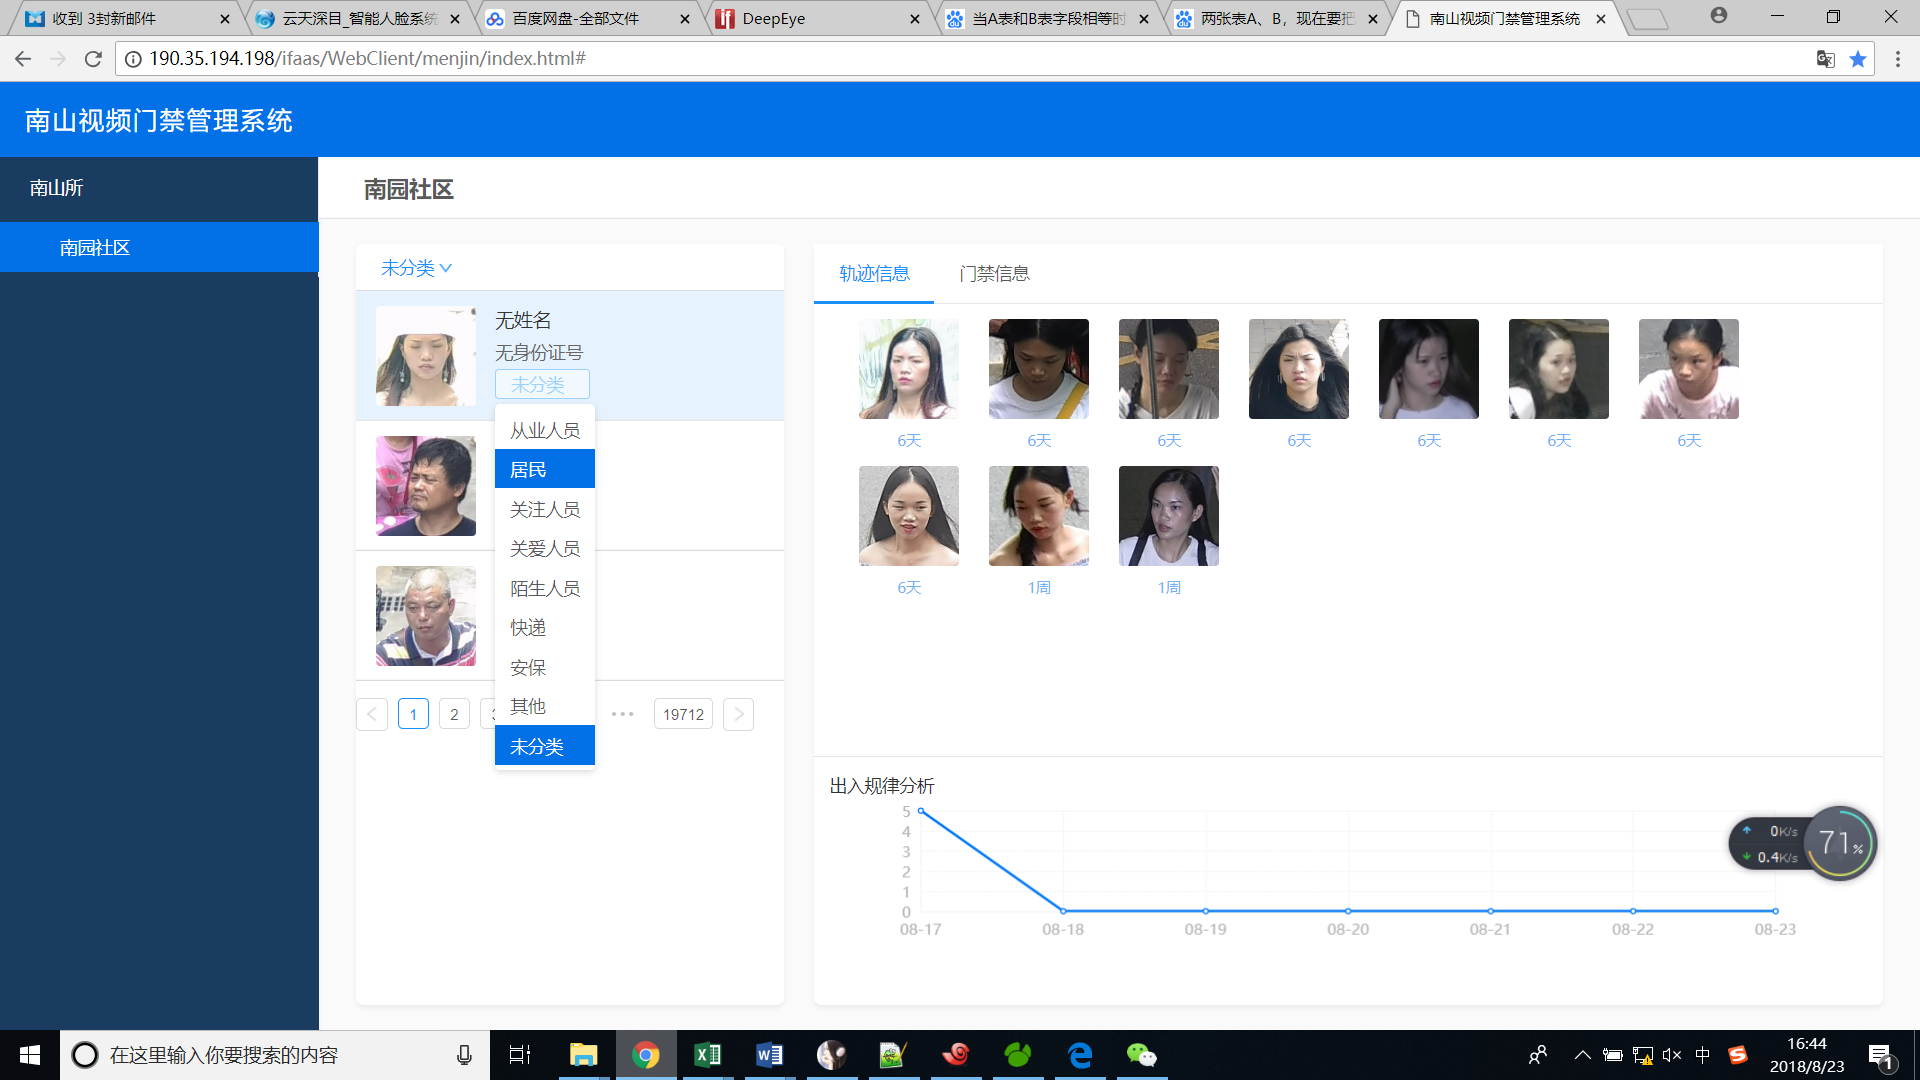 收到 3封新邮件
云天深目_智能人脸系统
百度网盘-全部文件
DeepEye
当A表和B表字段相等时
两张表A、B，现在要把
南山视频门禁管理系统
190.35.194.198/ifaas/WebClient/menjin/index.html#
南山视频门禁管理系统
南山所
南园社区
南园社区
未分类
无姓名
无身份证号
未分类
从业人员
居民
关注人员
关爱人员
陌生人员
快递
安保
其他
未分类
1 2 ••• 19712
轨迹信息 门禁信息
6天 6天 6天 6天 6天 6天 6天
6天 1周 1周
出入规律分析
5
4
3
2
1
0
08-17 08-18 08-19 08-20 08-21 08-22 08-23
0K/s
0.4K/s
71%
在这里输入你要搜索的内容
中
16:44
2018/8/23
1